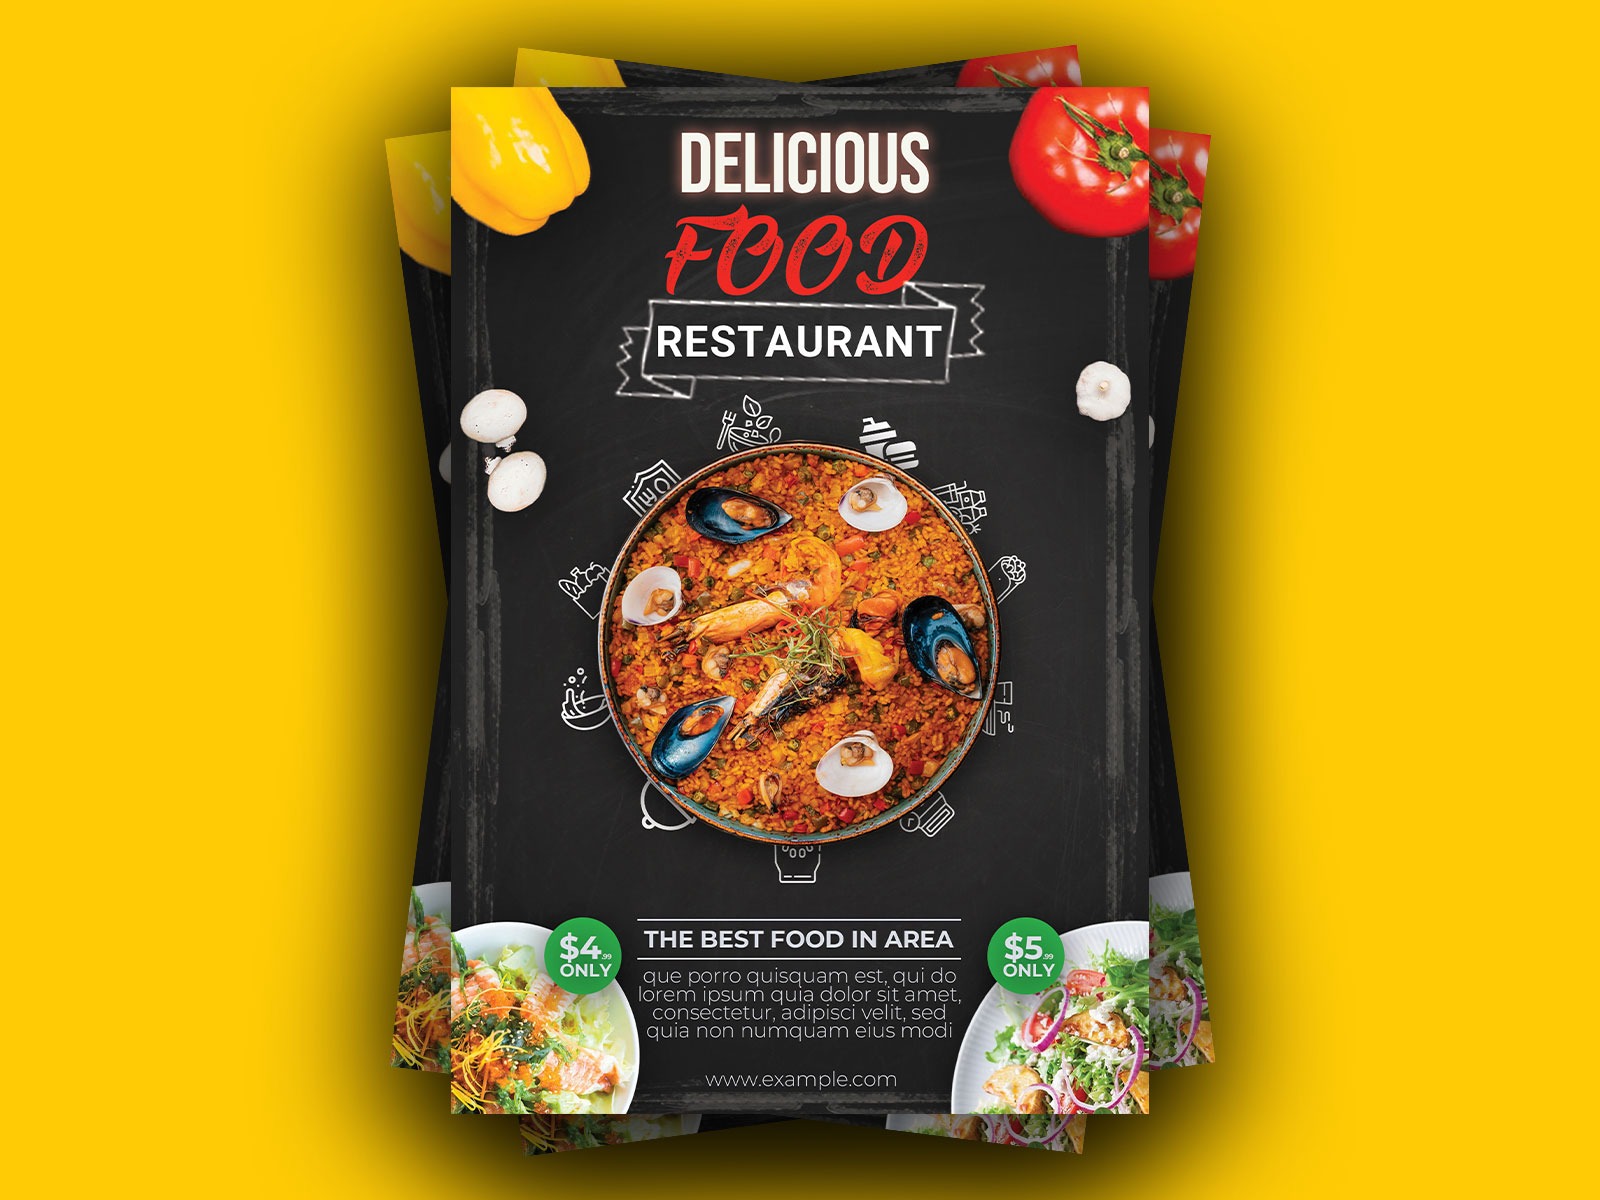 DELICIOUS
FOOD
RESTAURANT
$4.99
ONLY
THE BEST FOOD IN AREA
$5.99
ONLY
que porro quisquam est, qui do
lorem ipsum quia dolor sit amet,
consectetur, adipisci velit, sed
quia non numquam eius modi
www.example.com